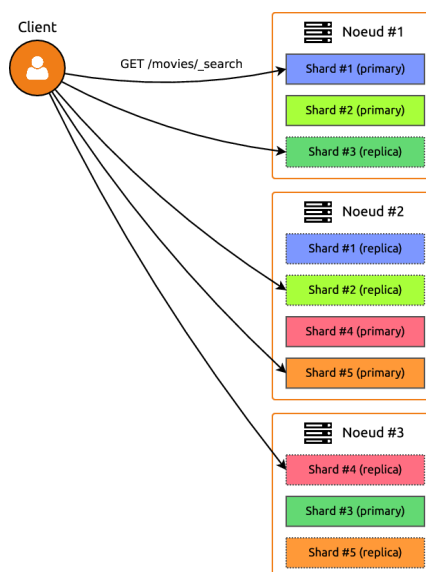 Client
GET /movies/_search
Noeud #1
Shard #1 (primary)
Shard #2 (primary)
Shard #3 (replica)
Noeud #2
Shard #1 (replica)
Shard #2 (replica)
Shard #4 (primary)
Shard #5 (primary)
Noeud #3
Shard #4 (replica)
Shard #3 (primary)
Shard #5 (replica)